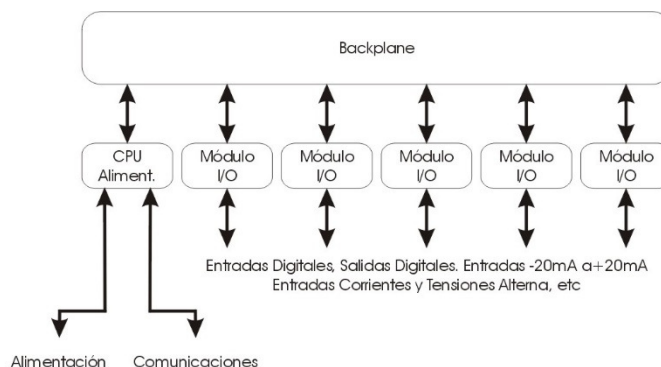 Backplane
CPU
Aliment.
Módulo
I/O
Módulo
I/O
Módulo
I/O
Módulo
I/O
Módulo
I/O
Entradas Digitales, Salidas Digitales. Entradas -20mA a+20mA
Entradas Corrientes y Tensiones Alterna, etc
Alimentación
Comunicaciones